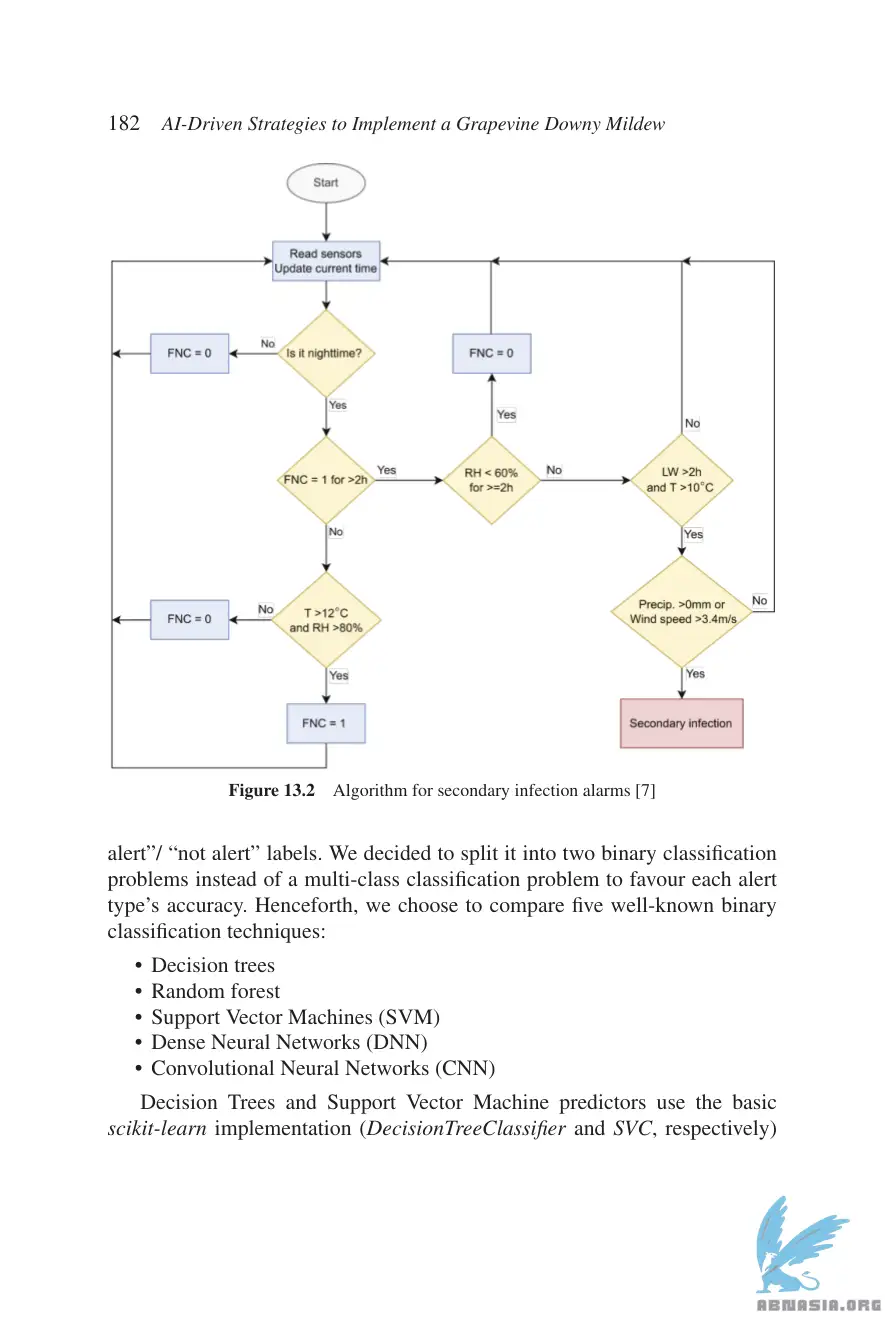 182 AI-Driven Strategies to Implement a Grapevine Downy Mildew
Start
Read sensors
Update current time
No
FNC = 0
Is it nighttime?
FNC = 0
Yes
Yes
No
FNC = 1 for >2h
Yes
RH < 60%
for >=2h
No
LW >2h
and T >10°C
No
Yes
FNC = 0
No
T >12°C
and RH >80%
Precip. >0mm or
Wind speed >3.4m/s
No
Yes
Yes
FNC = 1
Secondary infection
Figure 13.2 Algorithm for secondary infection alarms [7]
alert”/ “not alert” labels. We decided to split it into two binary classification
problems instead of a multi-class classification problem to favour each alert
type’s accuracy. Henceforth, we choose to compare five well-known binary
classification techniques:
• Decision trees
• Random forest
• Support Vector Machines (SVM)
• Dense Neural Networks (DNN)
• Convolutional Neural Networks (CNN)
Decision Trees and Support Vector Machine predictors use the basic
scikit-learn implementation (DecisionTreeClassifier and SVC, respectively)
ABNASIA.ORG